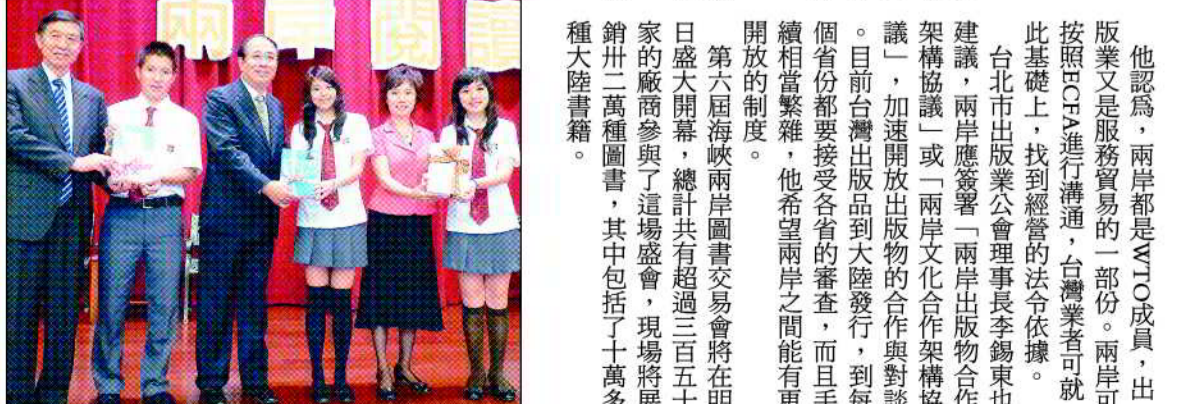 兩岸閱讀
他認爲，兩岸都是WTO成員，出
版業又是服務貿易的一部份。兩岸可
按照ECFA進行溝通，台灣業者可就
此基礎上，找到經營的法令依據。
台北市出版業公會理事長李錫東也
建議，兩岸應簽署「兩岸出版物合作
架構協議」或「兩岸文化合作架構協
議」，加速開放出版物的合作與對談
。目前台灣出版品到大陸發行，到每
個省份都要接受各省的審查，而且手
續相當繁雜，他希望兩岸之間能有更
開放的制度。
第六屆海峽兩岸圖書交易會將在明
日盛大開幕，總計共有超過三百五十
家的廠商參與了這場盛會，現場將展
銷卅二萬種圖書，其中包括了十萬多
種大陸書籍。